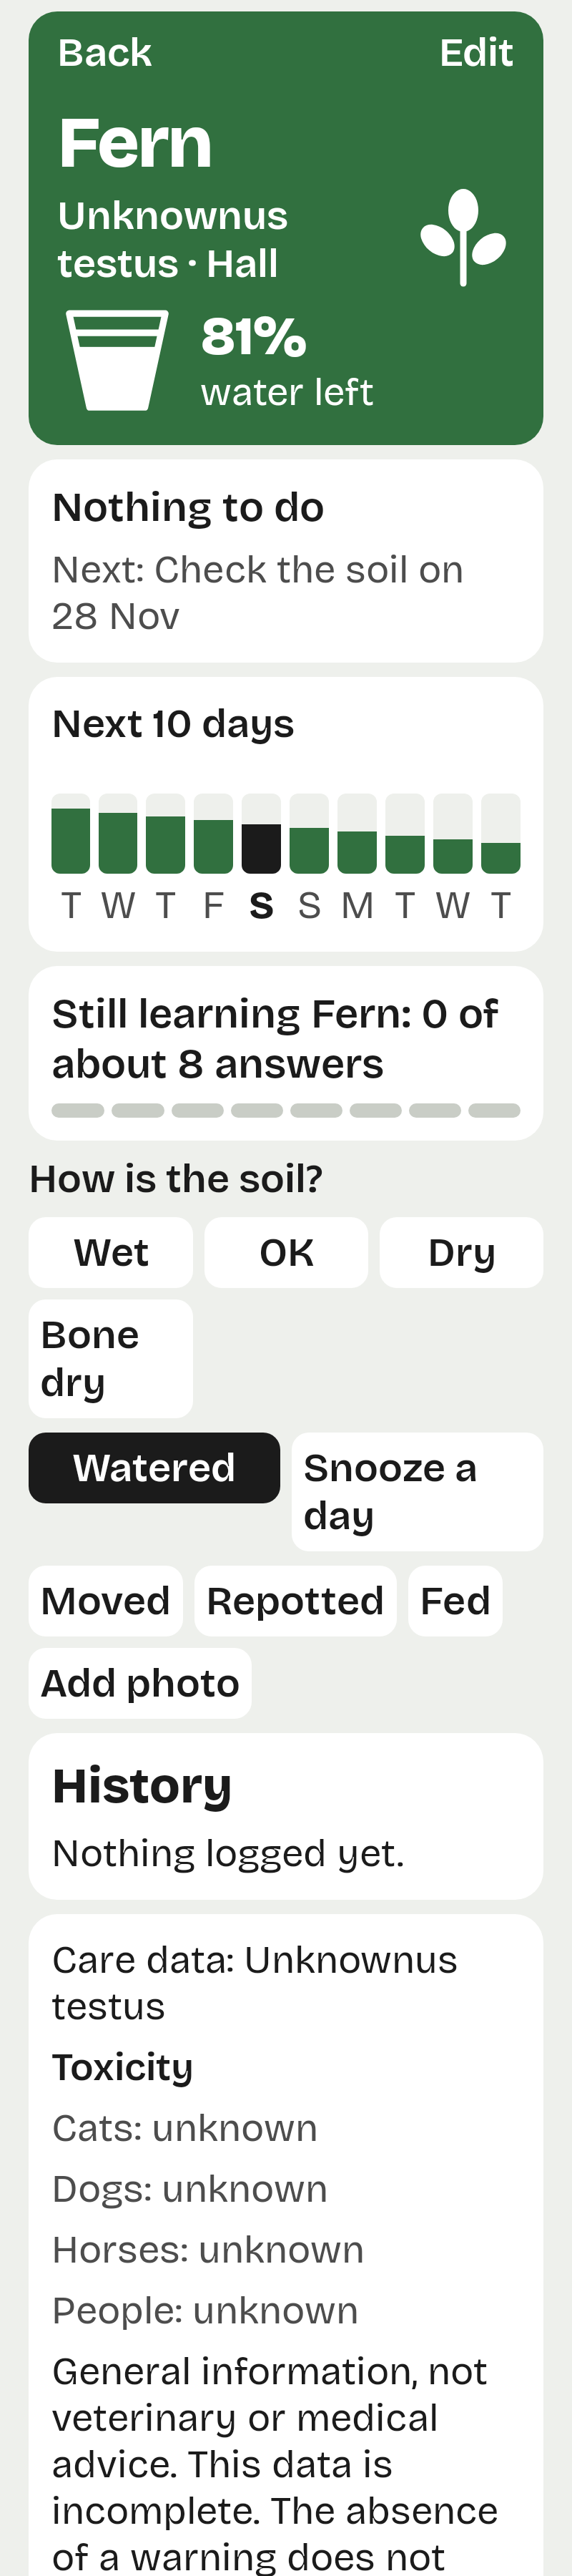 Back Edit
Fern
Unknownus
testus · Hall
81%
water left
Nothing to do
Next: Check the soil on
28 Nov
Next 10 days
T W T F S S M T W T
Still learning Fern: 0 of
about 8 answers
How is the soil?
Wet OK Dry
Bone
dry
Watered
Snooze a
day
Moved Repotted Fed
Add photo
History
Nothing logged yet.
Care data: Unknownus
testus
Toxicity
Cats: unknown
Dogs: unknown
Horses: unknown
People: unknown
General information, not
veterinary or medical
advice. This data is
incomplete. The absence
of a warning does not